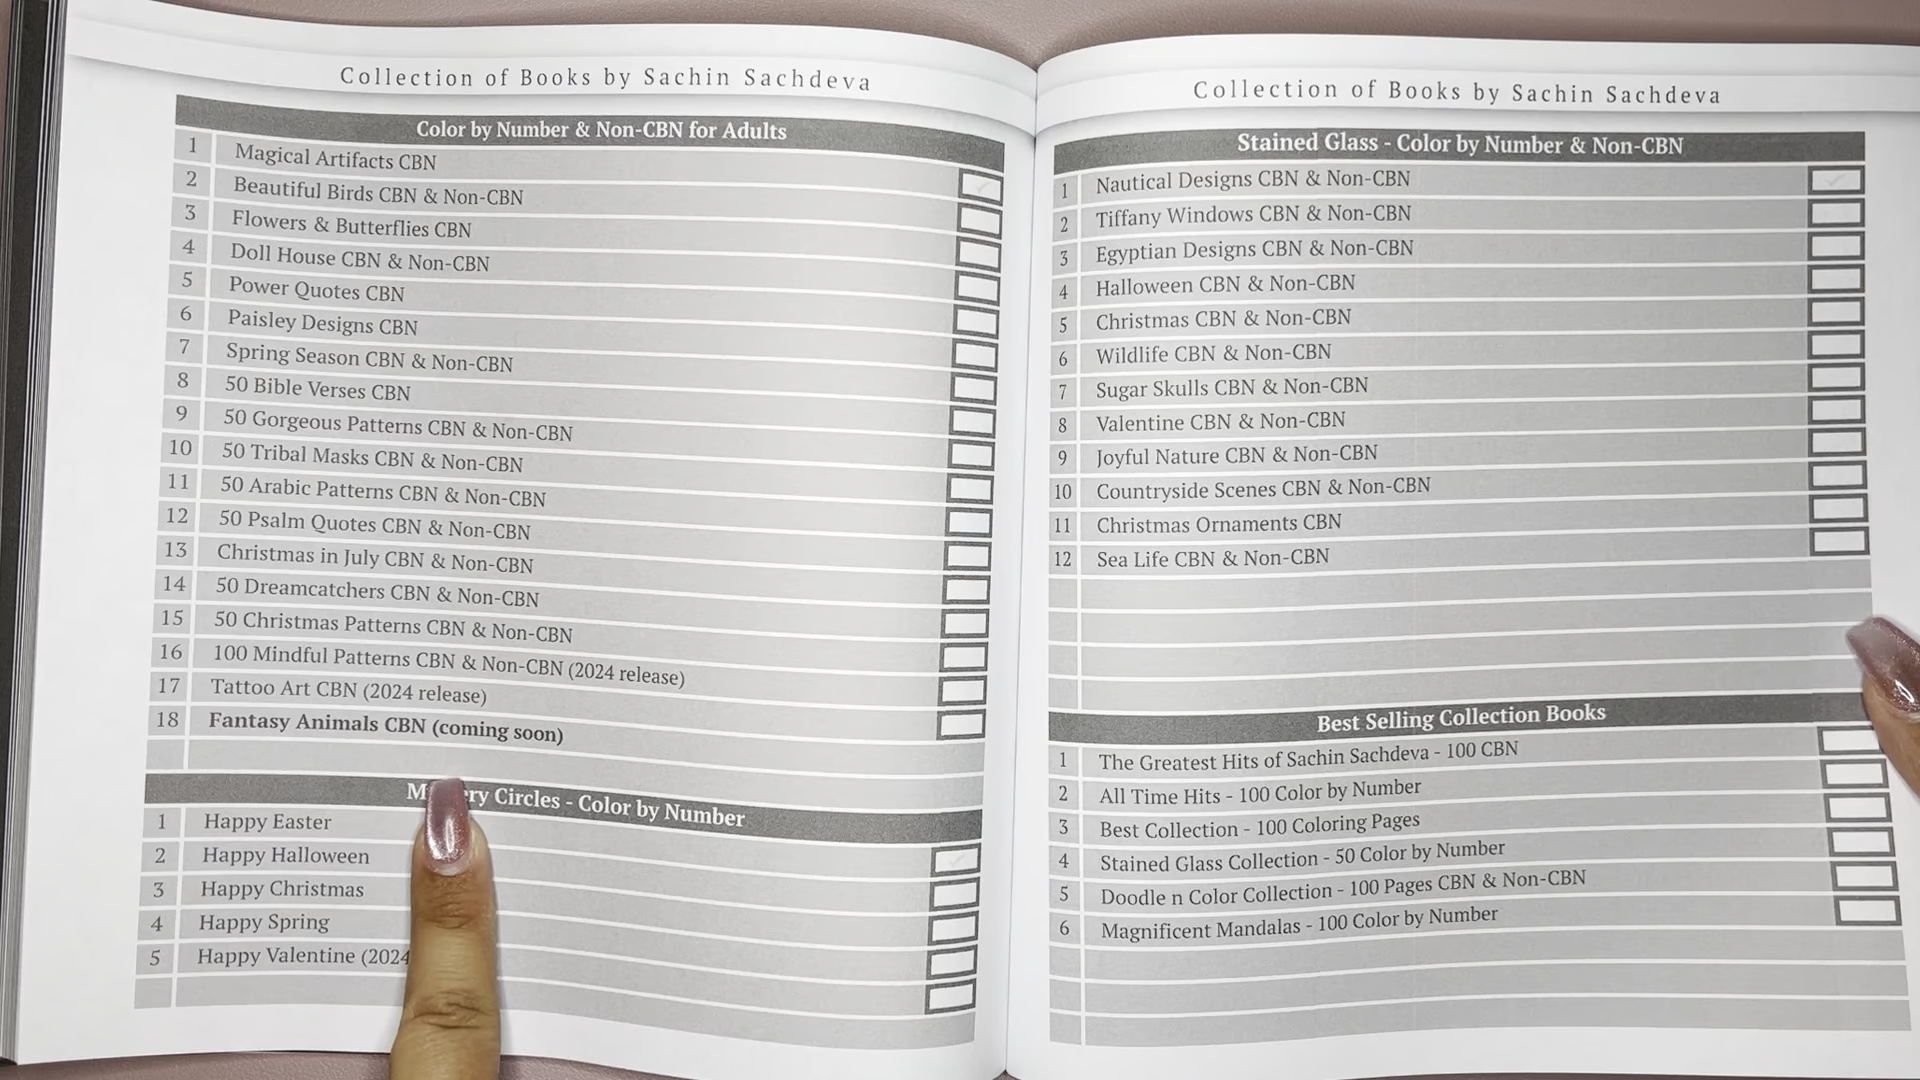 Collection of Books by Sachin Sachdeva
Color by Number & Non-CBN for Adults
1 Magical Artifacts CBN
2 Beautiful Birds CBN & Non-CBN
3 Flowers & Butterflies CBN
4 Doll House CBN & Non-CBN
5 Power Quotes CBN
6 Paisley Designs CBN
7 Spring Season CBN & Non-CBN
8 50 Bible Verses CBN
9 50 Gorgeous Patterns CBN & Non-CBN
10 50 Tribal Masks CBN & Non-CBN
11 50 Arabic Patterns CBN & Non-CBN
12 50 Psalm Quotes CBN & Non-CBN
13 Christmas in July CBN & Non-CBN
14 50 Dreamcatchers CBN & Non-CBN
15 50 Christmas Patterns CBN & Non-CBN
16 100 Mindful Patterns CBN & Non-CBN (2024 release)
17 Tattoo Art CBN (2024 release)
18 Fantasy Animals CBN (coming soon)
Circles - Color by Number
1 Happy Easter
2 Happy Halloween
3 Happy Christmas
4 Happy Spring
5 Happy Valentine (2024
Collection of Books by Sachin Sachdeva
Stained Glass - Color by Number & Non-CBN
1 Nautical Designs CBN & Non-CBN
2 Tiffany Windows CBN & Non-CBN
3 Egyptian Designs CBN & Non-CBN
4 Halloween CBN & Non-CBN
5 Christmas CBN & Non-CBN
6 Wildlife CBN & Non-CBN
7 Sugar Skulls CBN & Non-CBN
8 Valentine CBN & Non-CBN
9 Joyful Nature CBN & Non-CBN
10 Countryside Scenes CBN & Non-CBN
11 Christmas Ornaments CBN
12 Sea Life CBN & Non-CBN
Best Selling Collection Books
1 The Greatest Hits of Sachin Sachdeva - 100 CBN
2 All Time Hits - 100 Color by Number
3 Best Collection - 100 Coloring Pages
4 Stained Glass Collection - 50 Color by Number
5 Doodle n Color Collection - 100 Pages CBN & Non-CBN
6 Magnificent Mandalas - 100 Color by Number